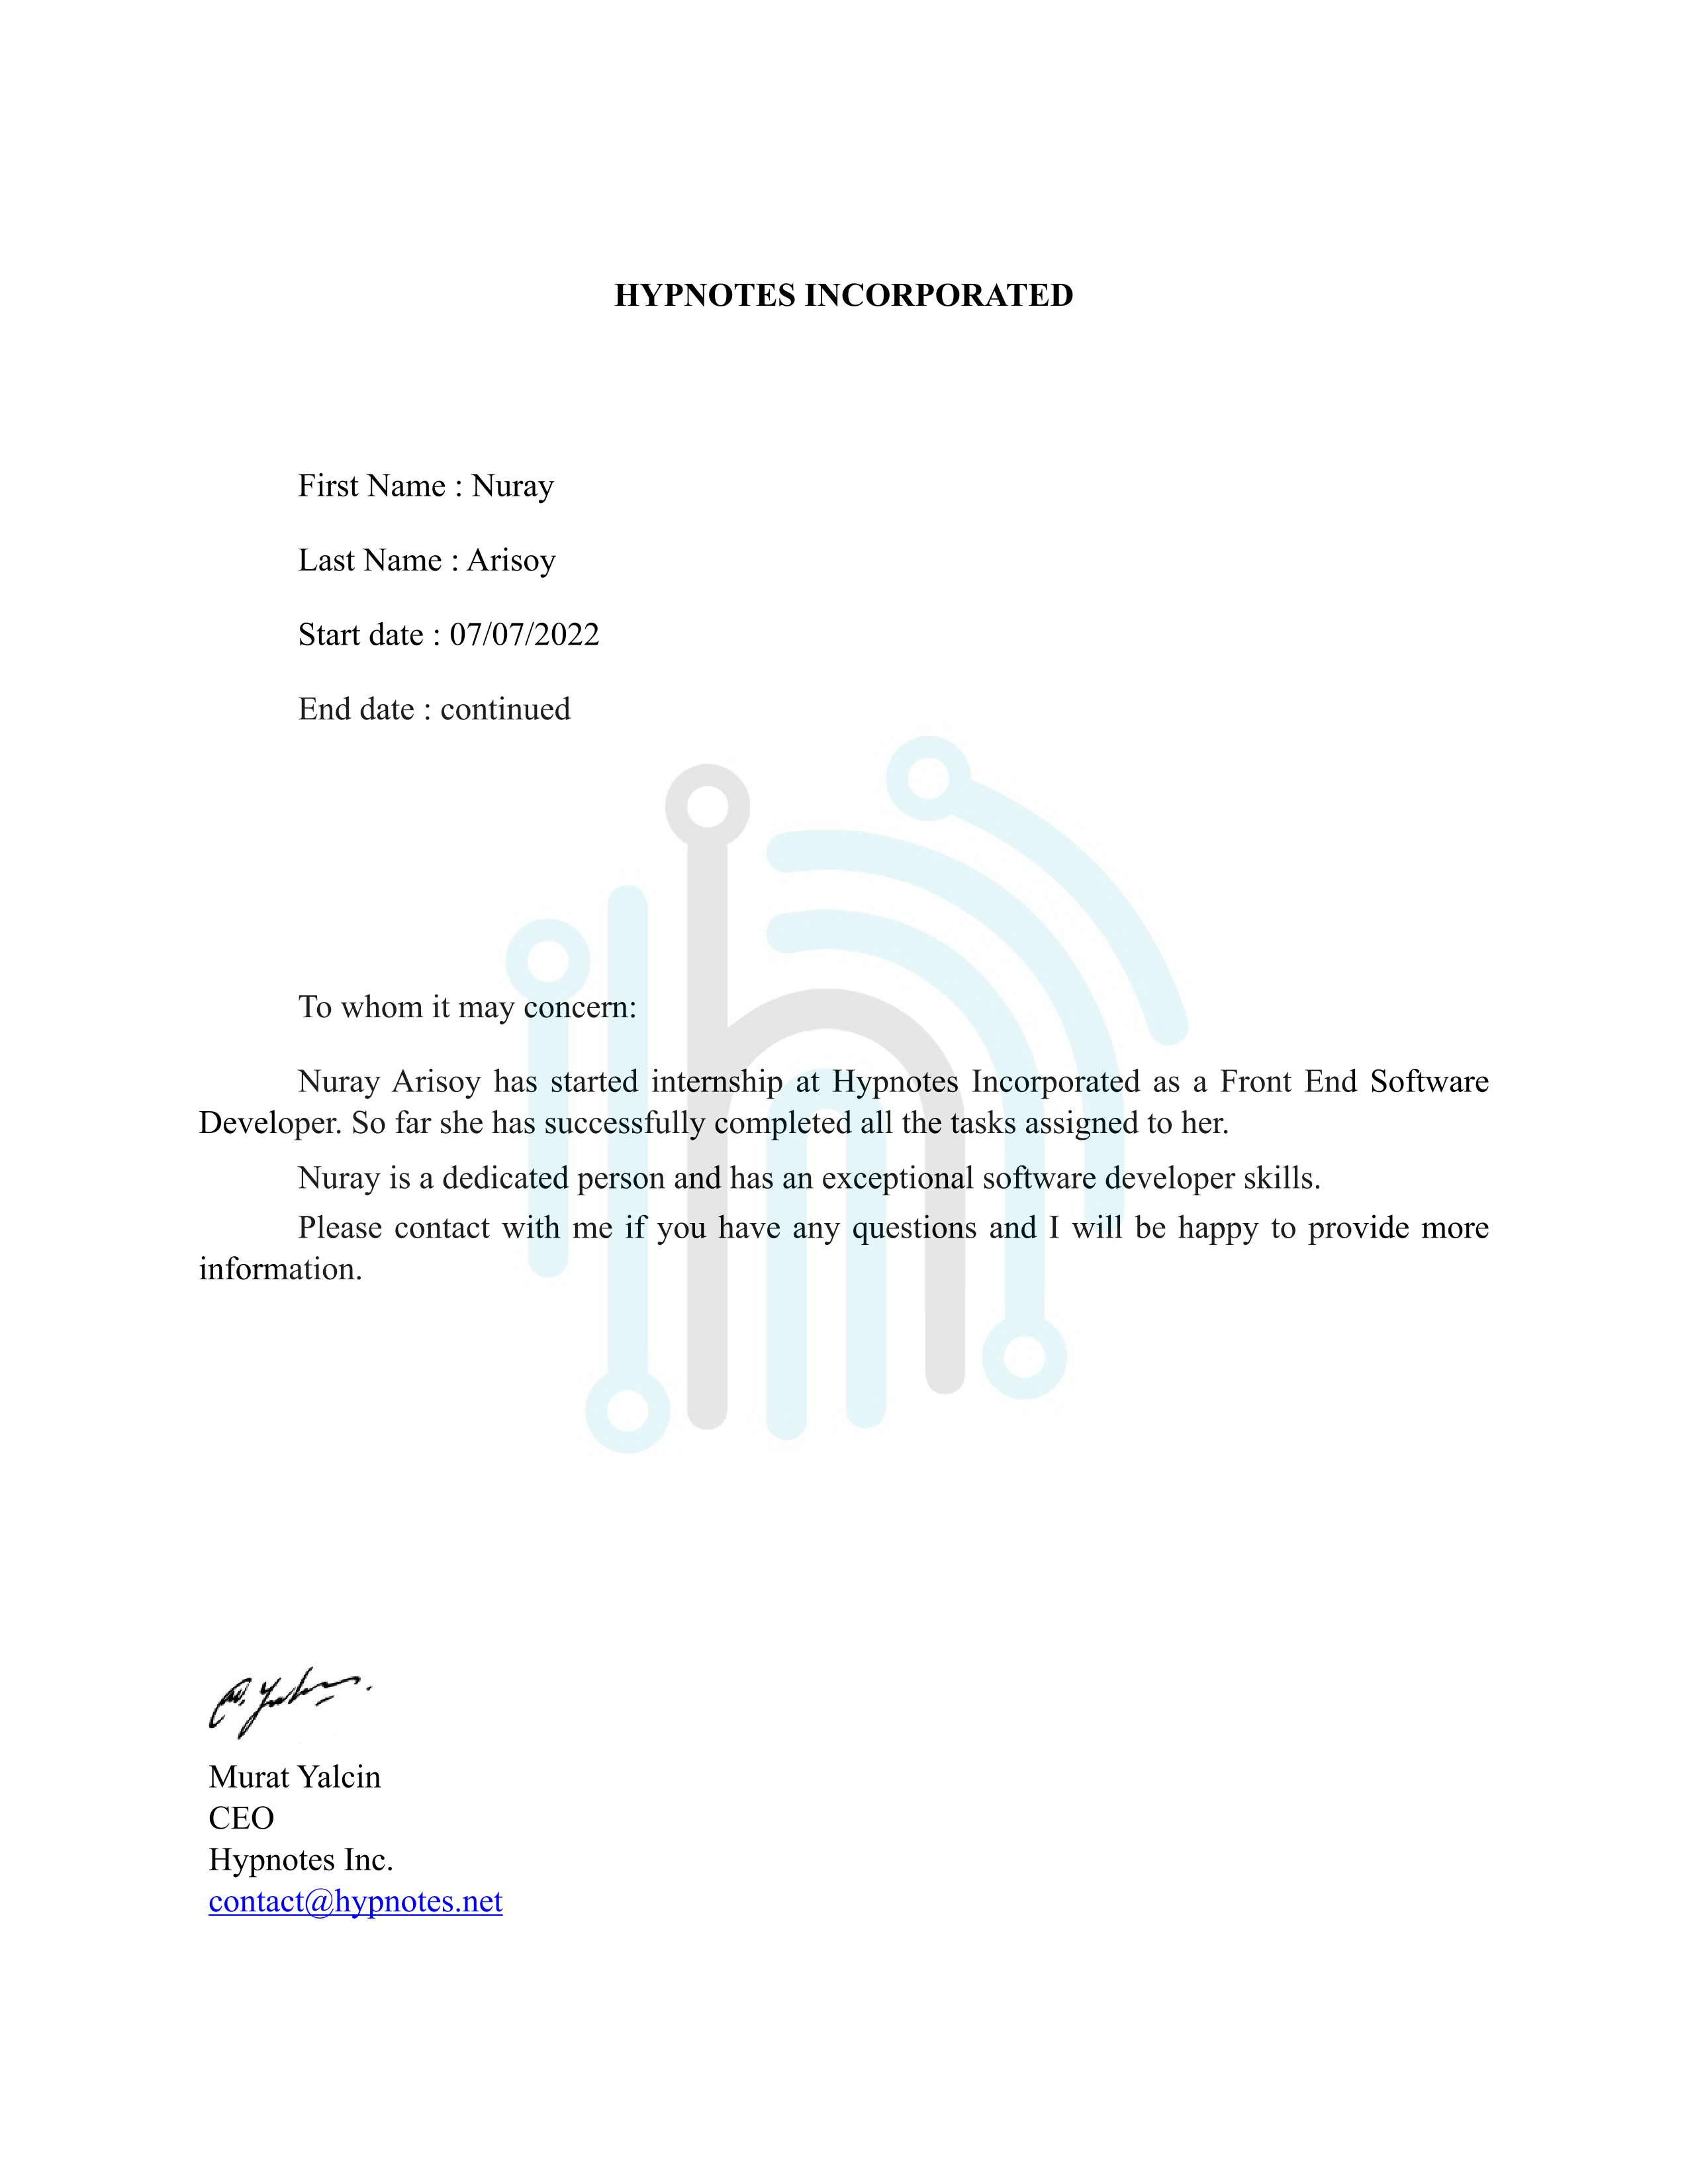 HYPNOTES INCORPORATED
First Name : Nuray
Last Name : Arisoy
Start date : 07/07/2022
End date : continued
To whom it may concern:
Nuray Arisoy has started internship at Hypnotes Incorporated as a Front End Software
Developer. So far she has successfully completed all the tasks assigned to her.
Nuray is a dedicated person and has an exceptional software developer skills.
Please contact with me if you have any questions and I will be happy to provide more
information.
Murat Yalcin
CEO
Hypnotes Inc.
contact@hypnotes.net